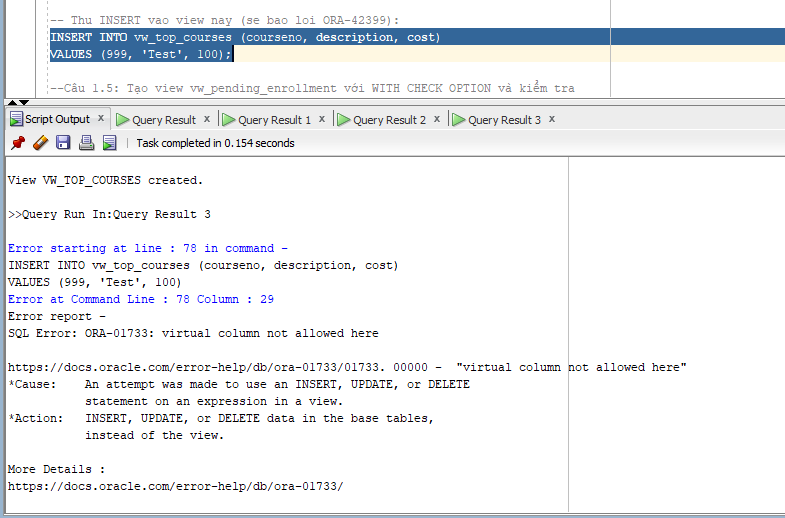 -- Thu INSERT vao view nay (se bao loi ORA-42399):
INSERT INTO vw_top_courses (courseno, description, cost)
VALUES (999, 'Test', 100);
--Câu 1.5: Tạo view vw_pending_enrollment với WITH CHECK OPTION và kiểm tra
Script Output x Query Result x Query Result 1 x Query Result 2 x Query Result 3 x
Task completed in 0.154 seconds
View VW_TOP_COURSES created.
>>Query Run In:Query Result 3
Error starting at line : 78 in command -
INSERT INTO vw_top_courses (courseno, description, cost)
VALUES (999, 'Test', 100)
Error at Command Line : 78 Column : 29
Error report -
SQL Error: ORA-01733: virtual column not allowed here
https://docs.oracle.com/error-help/db/ora-01733/01733. 00000 -  "virtual column not allowed here"
*Cause:    An attempt was made to use an INSERT, UPDATE, or DELETE
statement on an expression in a view.
*Action:   INSERT, UPDATE, or DELETE data in the base tables,
instead of the view.
More Details :
https://docs.oracle.com/error-help/db/ora-01733/